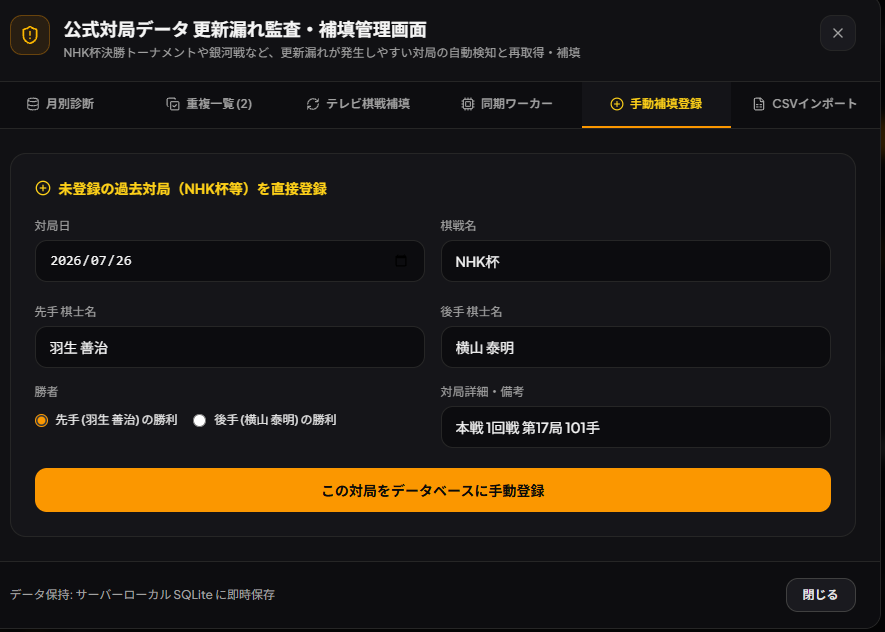 公式対局データ 更新漏れ監査・補填管理画面
NHK杯決勝トーナメントや銀河戦など、更新漏れが発生しやすい対局の自動検知と再取得・補填
月別診断
重複一覧 (2)
テレビ棋戦補填
同期ワーカー
手動補填登録
CSVインポート
未登録の過去対局（NHK杯等）を直接登録
対局日
棋戦名
2026/07/26
NHK杯
先手 棋士名
後手 棋士名
羽生 善治
横山 泰明
勝者
対局詳細・備考
先手 (羽生 善治) の勝利
後手 (横山 泰明) の勝利
本戦 1回戦 第17局 101手
この対局をデータベースに手動登録
データ保持: サーバーローカル SQLite に即時保存
閉じる